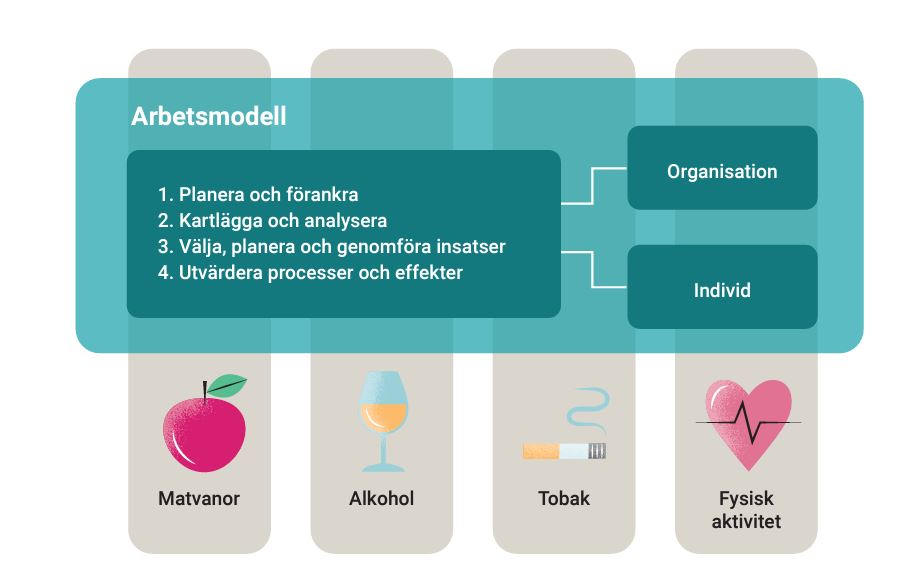 Arbetsmodell
1. Planera och förankra
2. Kartlägga och analysera
3. Välja, planera och genomföra insatser
4. Utvärdera processer och effekter
Organisation
Individ
Matvanor
Alkohol
Tobak
Fysisk
aktivitet